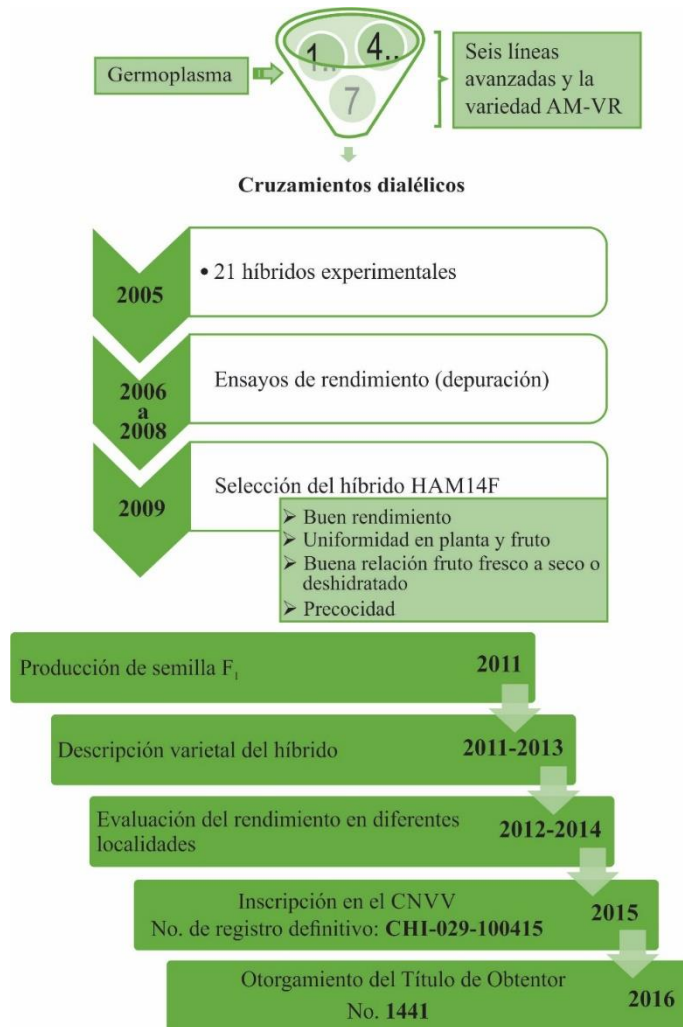 Germoplasma
1..
4..
7
Seis líneas
avanzadas y la
variedad AM-VR
Cruzamientos dialélicos
2005
• 21 híbridos experimentales
2006
a
2008
Ensayos de rendimiento (depuración)
2009
Selección del híbrido HAM14F
➢ Buen rendimiento
➢ Uniformidad en planta y fruto
➢ Buena relación fruto fresco a seco o
deshidratado
➢ Precocidad
Producción de semilla F₁
2011
Descripción varietal del híbrido
2011-2013
Evaluación del rendimiento en diferentes
localidades
2012-2014
Inscripción en el CNVV
No. de registro definitivo: CHI-029-100415
2015
Otorgamiento del Título de Obtentor
No. 1441
2016